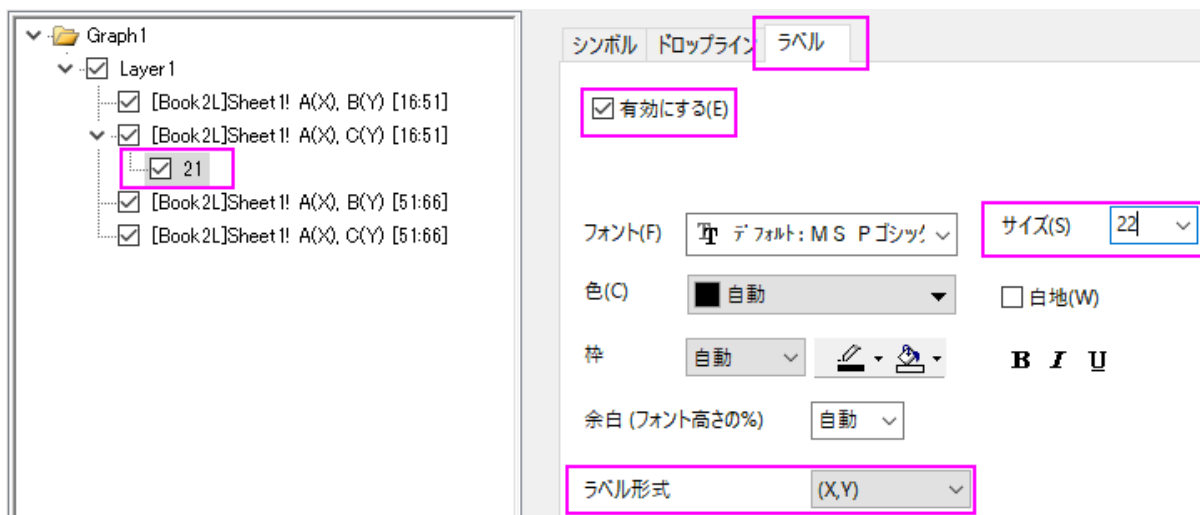 Graph1
Layer1
[Book2L]Sheet1! A(X), B(Y) [16:51]
[Book2L]Sheet1! A(X), C(Y) [16:51]
21
[Book2L]Sheet1! A(X), B(Y) [51:66]
[Book2L]Sheet1! A(X), C(Y) [51:66]
シンボル ドロップライン ラベル
有効にする(E)
フォント(F) デフォルト: ＭＳ Ｐゴシック サイズ(S) 22
色(C) 自動 白地(W)
枠 自動 B I U
余白 (フォント高さの%) 自動
ラベル形式 (X,Y)